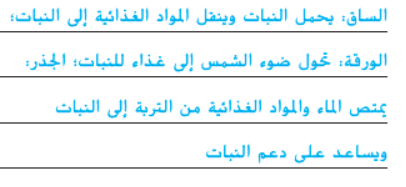 الساق: يحمل النبات وينقل المواد الغذائية إلى النبات؛
الورقة: تحول ضوء الشمس إلى غذاء للنبات؛ الجذر:
يمتص الماء والمواد الغذائية من التربة إلى النبات
ويساعد على دعم النبات